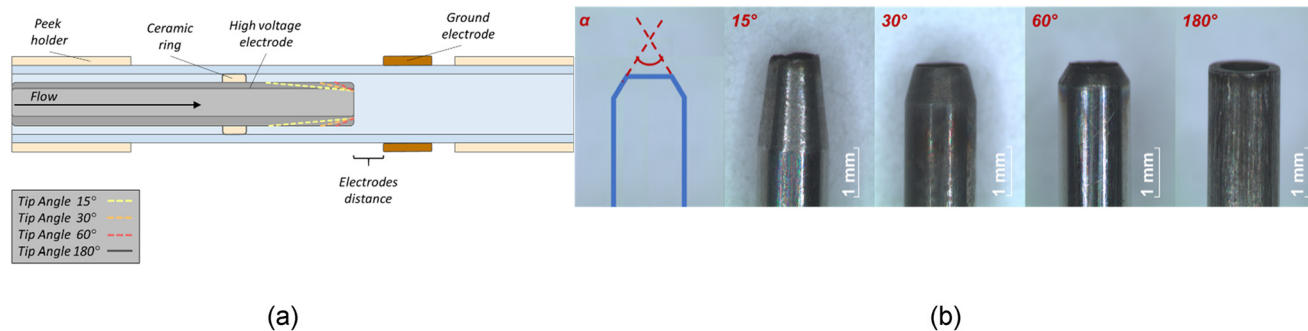 Peek
holder
Ceramic
ring
High voltage
electrode
Ground
electrode
Flow
Electrodes
distance
Tip Angle 15°
Tip Angle 30°
Tip Angle 60°
Tip Angle 180°
(a)
α
15°
30°
60°
180°
1 mm
1 mm
1 mm
1 mm
(b)